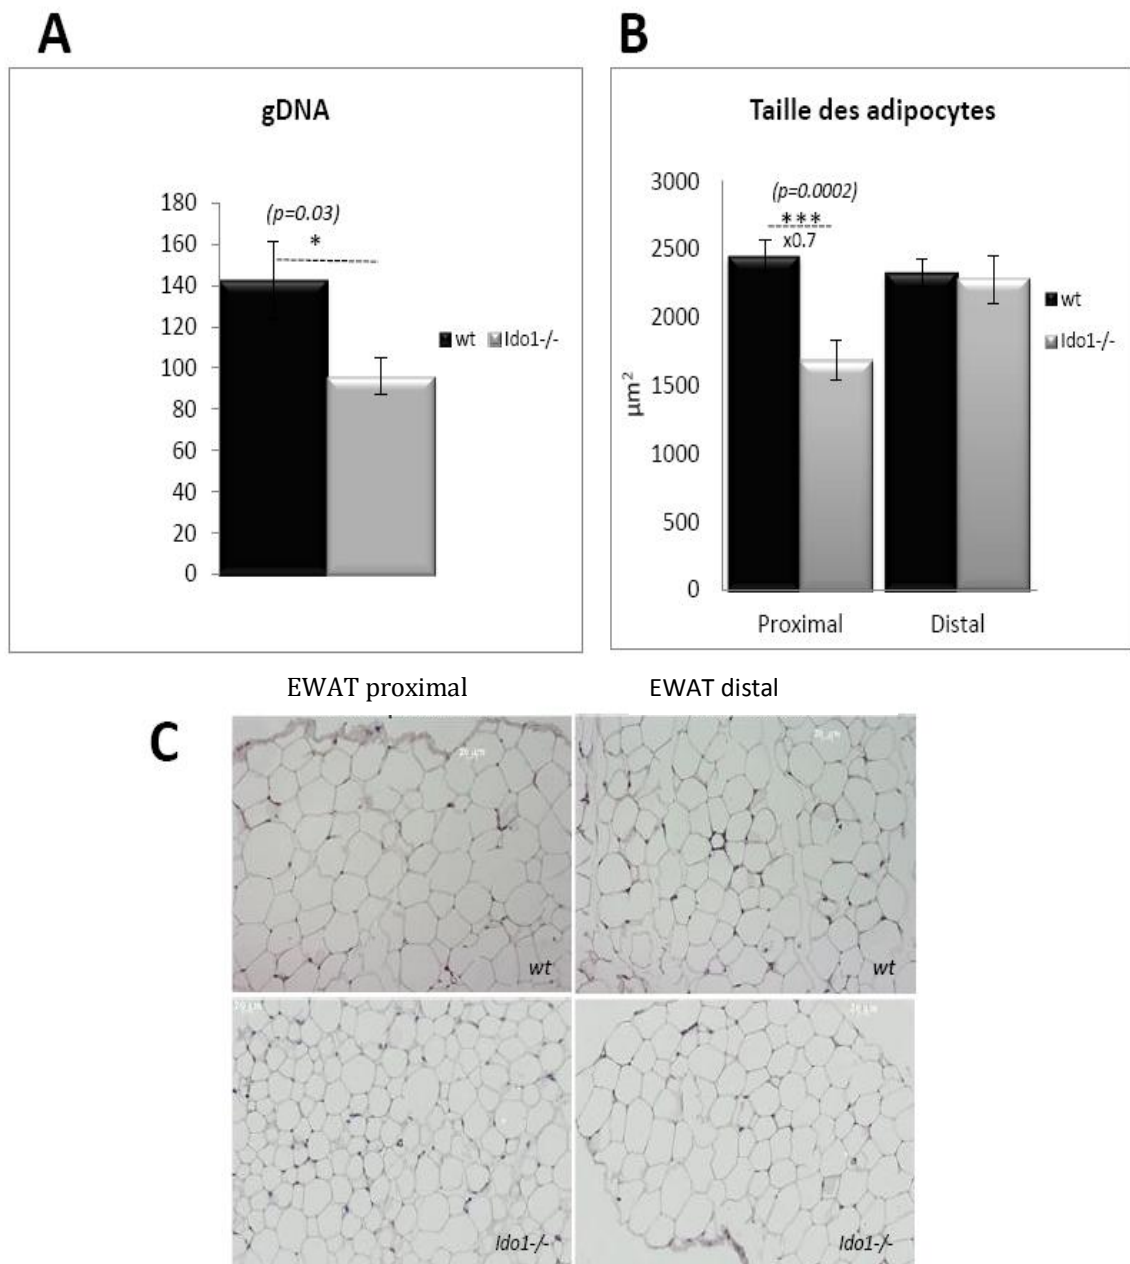 A
B
gDNA
Taille des adipocytes
180
160
140
120
100
80
60
40
20
0
(p=0.03)
*
wt Ido1-/-
3000
2500
2000
1500
1000
500
0
µm²
(p=0.0002)
***
x0.7
wt
Ido1-/-
Proximal Distal
EWAT proximal EWAT distal
C
wt
wt
Ido1-/-
Ido1-/-